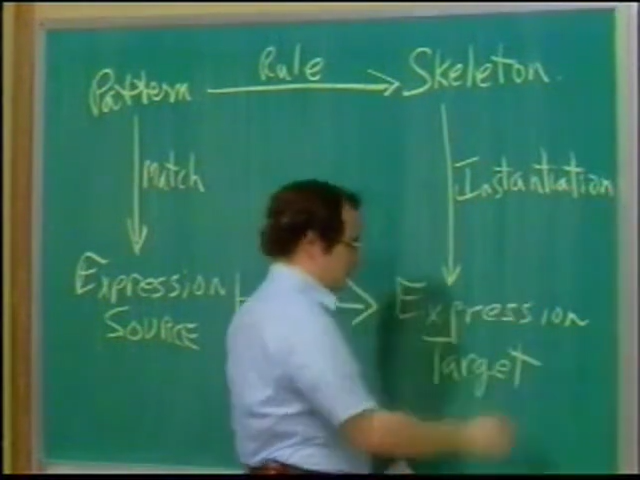 Rule
Pattern Skeleton.
Match Instantiation
Expression Expression
SOURCE Target